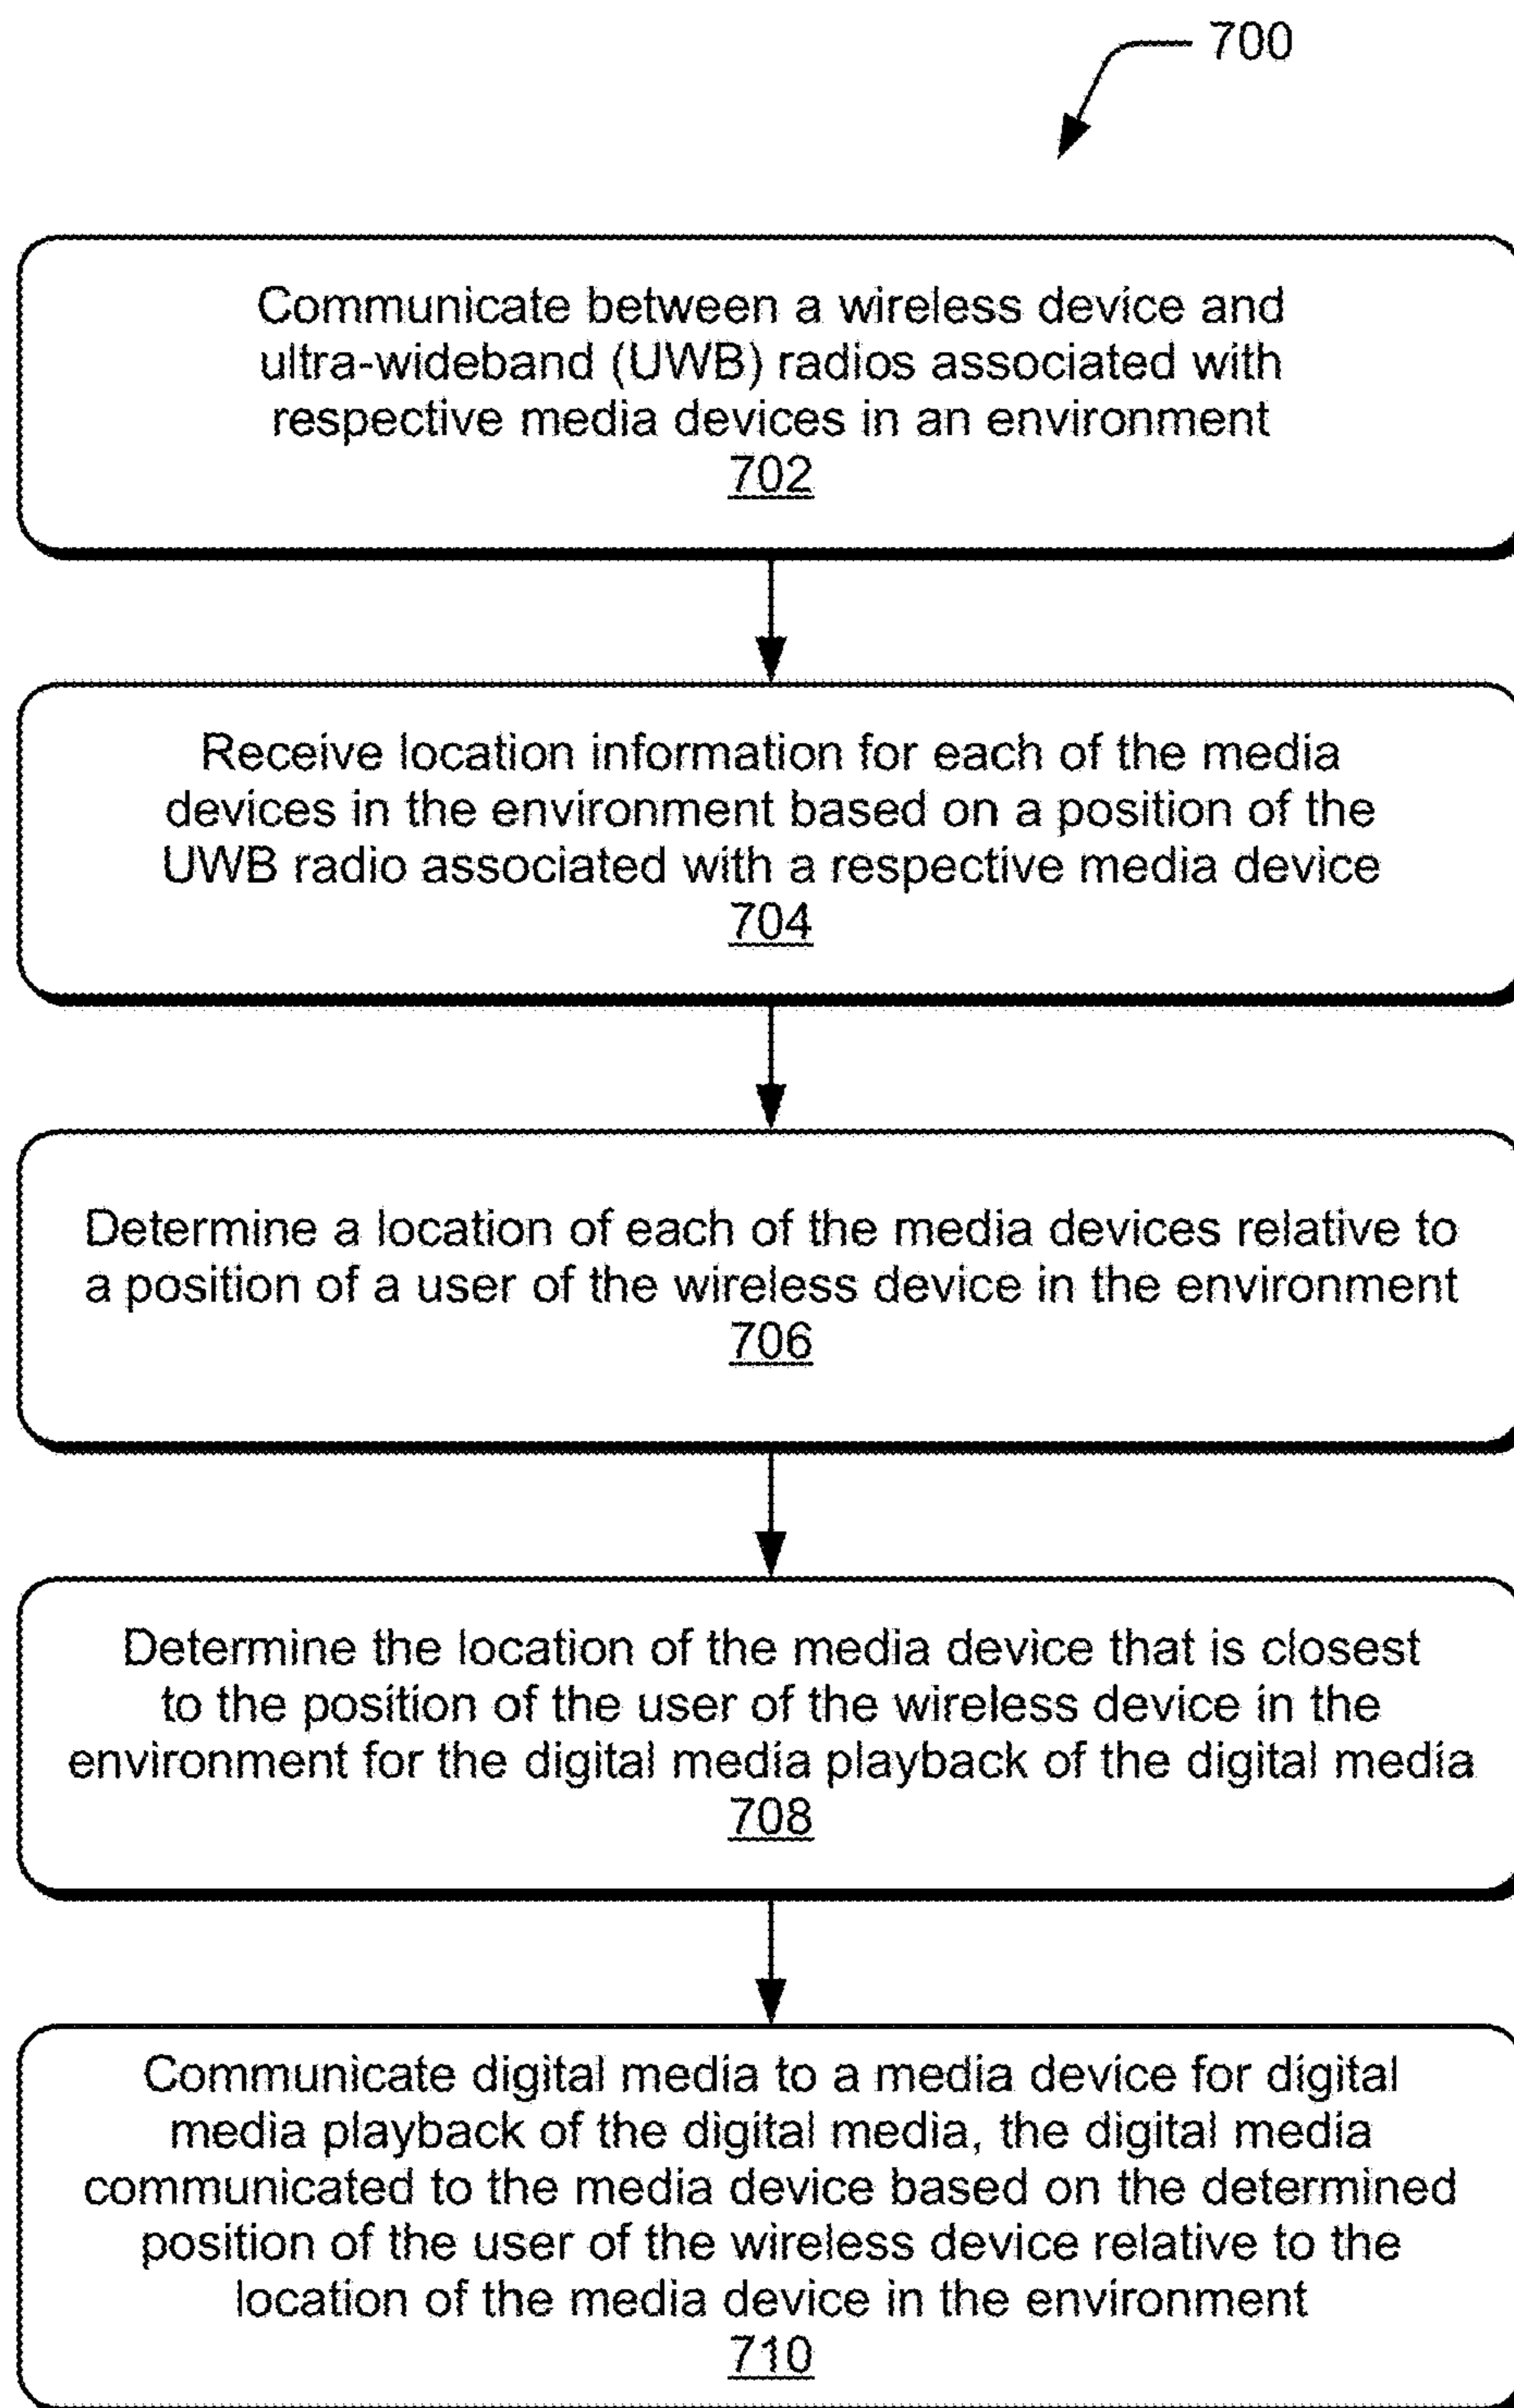 700
Communicate between a wireless device and
ultra-wideband (UWB) radios associated with
respective media devices in an environment
702
Receive location information for each of the media
devices in the environment based on a position of the
UWB radio associated with a respective media device
704
Determine a location of each of the media devices relative to
a position of a user of the wireless device in the environment
706
Determine the location of the media device that is closest
to the position of the user of the wireless device in the
environment for the digital media playback of the digital media
708
Communicate digital media to a media device for digital
media playback of the digital media, the digital media
communicated to the media device based on the determined
position of the user of the wireless device relative to the
location of the media device in the environment
710